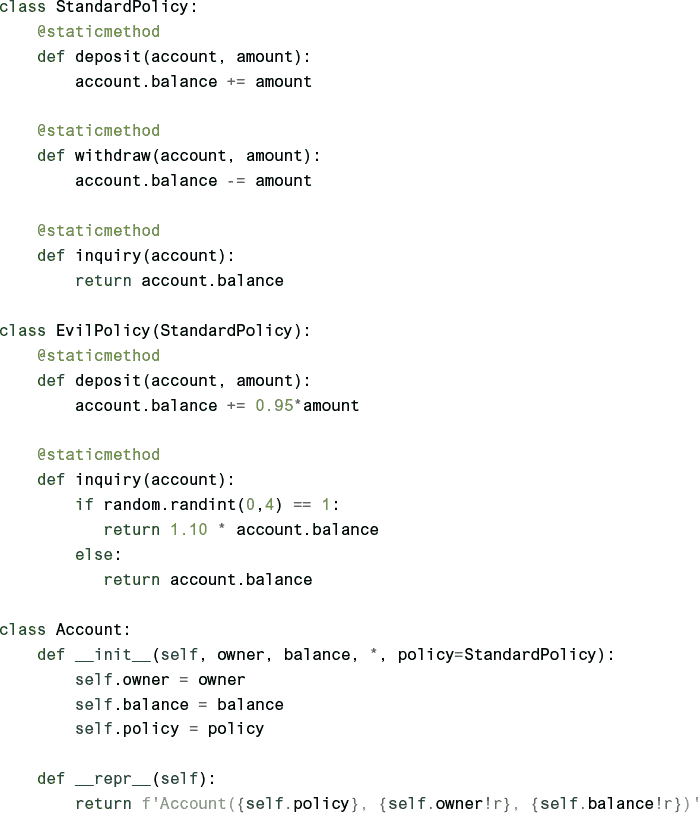 class StandardPolicy:
    @staticmethod
    def deposit(account, amount):
        account.balance += amount

    @staticmethod
    def withdraw(account, amount):
        account.balance -= amount

    @staticmethod
    def inquiry(account):
        return account.balance

class EvilPolicy(StandardPolicy):
    @staticmethod
    def deposit(account, amount):
        account.balance += 0.95*amount

    @staticmethod
    def inquiry(account):
        if random.randint(0,4) == 1:
           return 1.10 * account.balance
        else:
           return account.balance

class Account:
    def __init__(self, owner, balance, *, policy=StandardPolicy):
        self.owner = owner
        self.balance = balance
        self.policy = policy

    def __repr__(self):
        return f'Account({self.policy}, {self.owner!r}, {self.balance!r})'